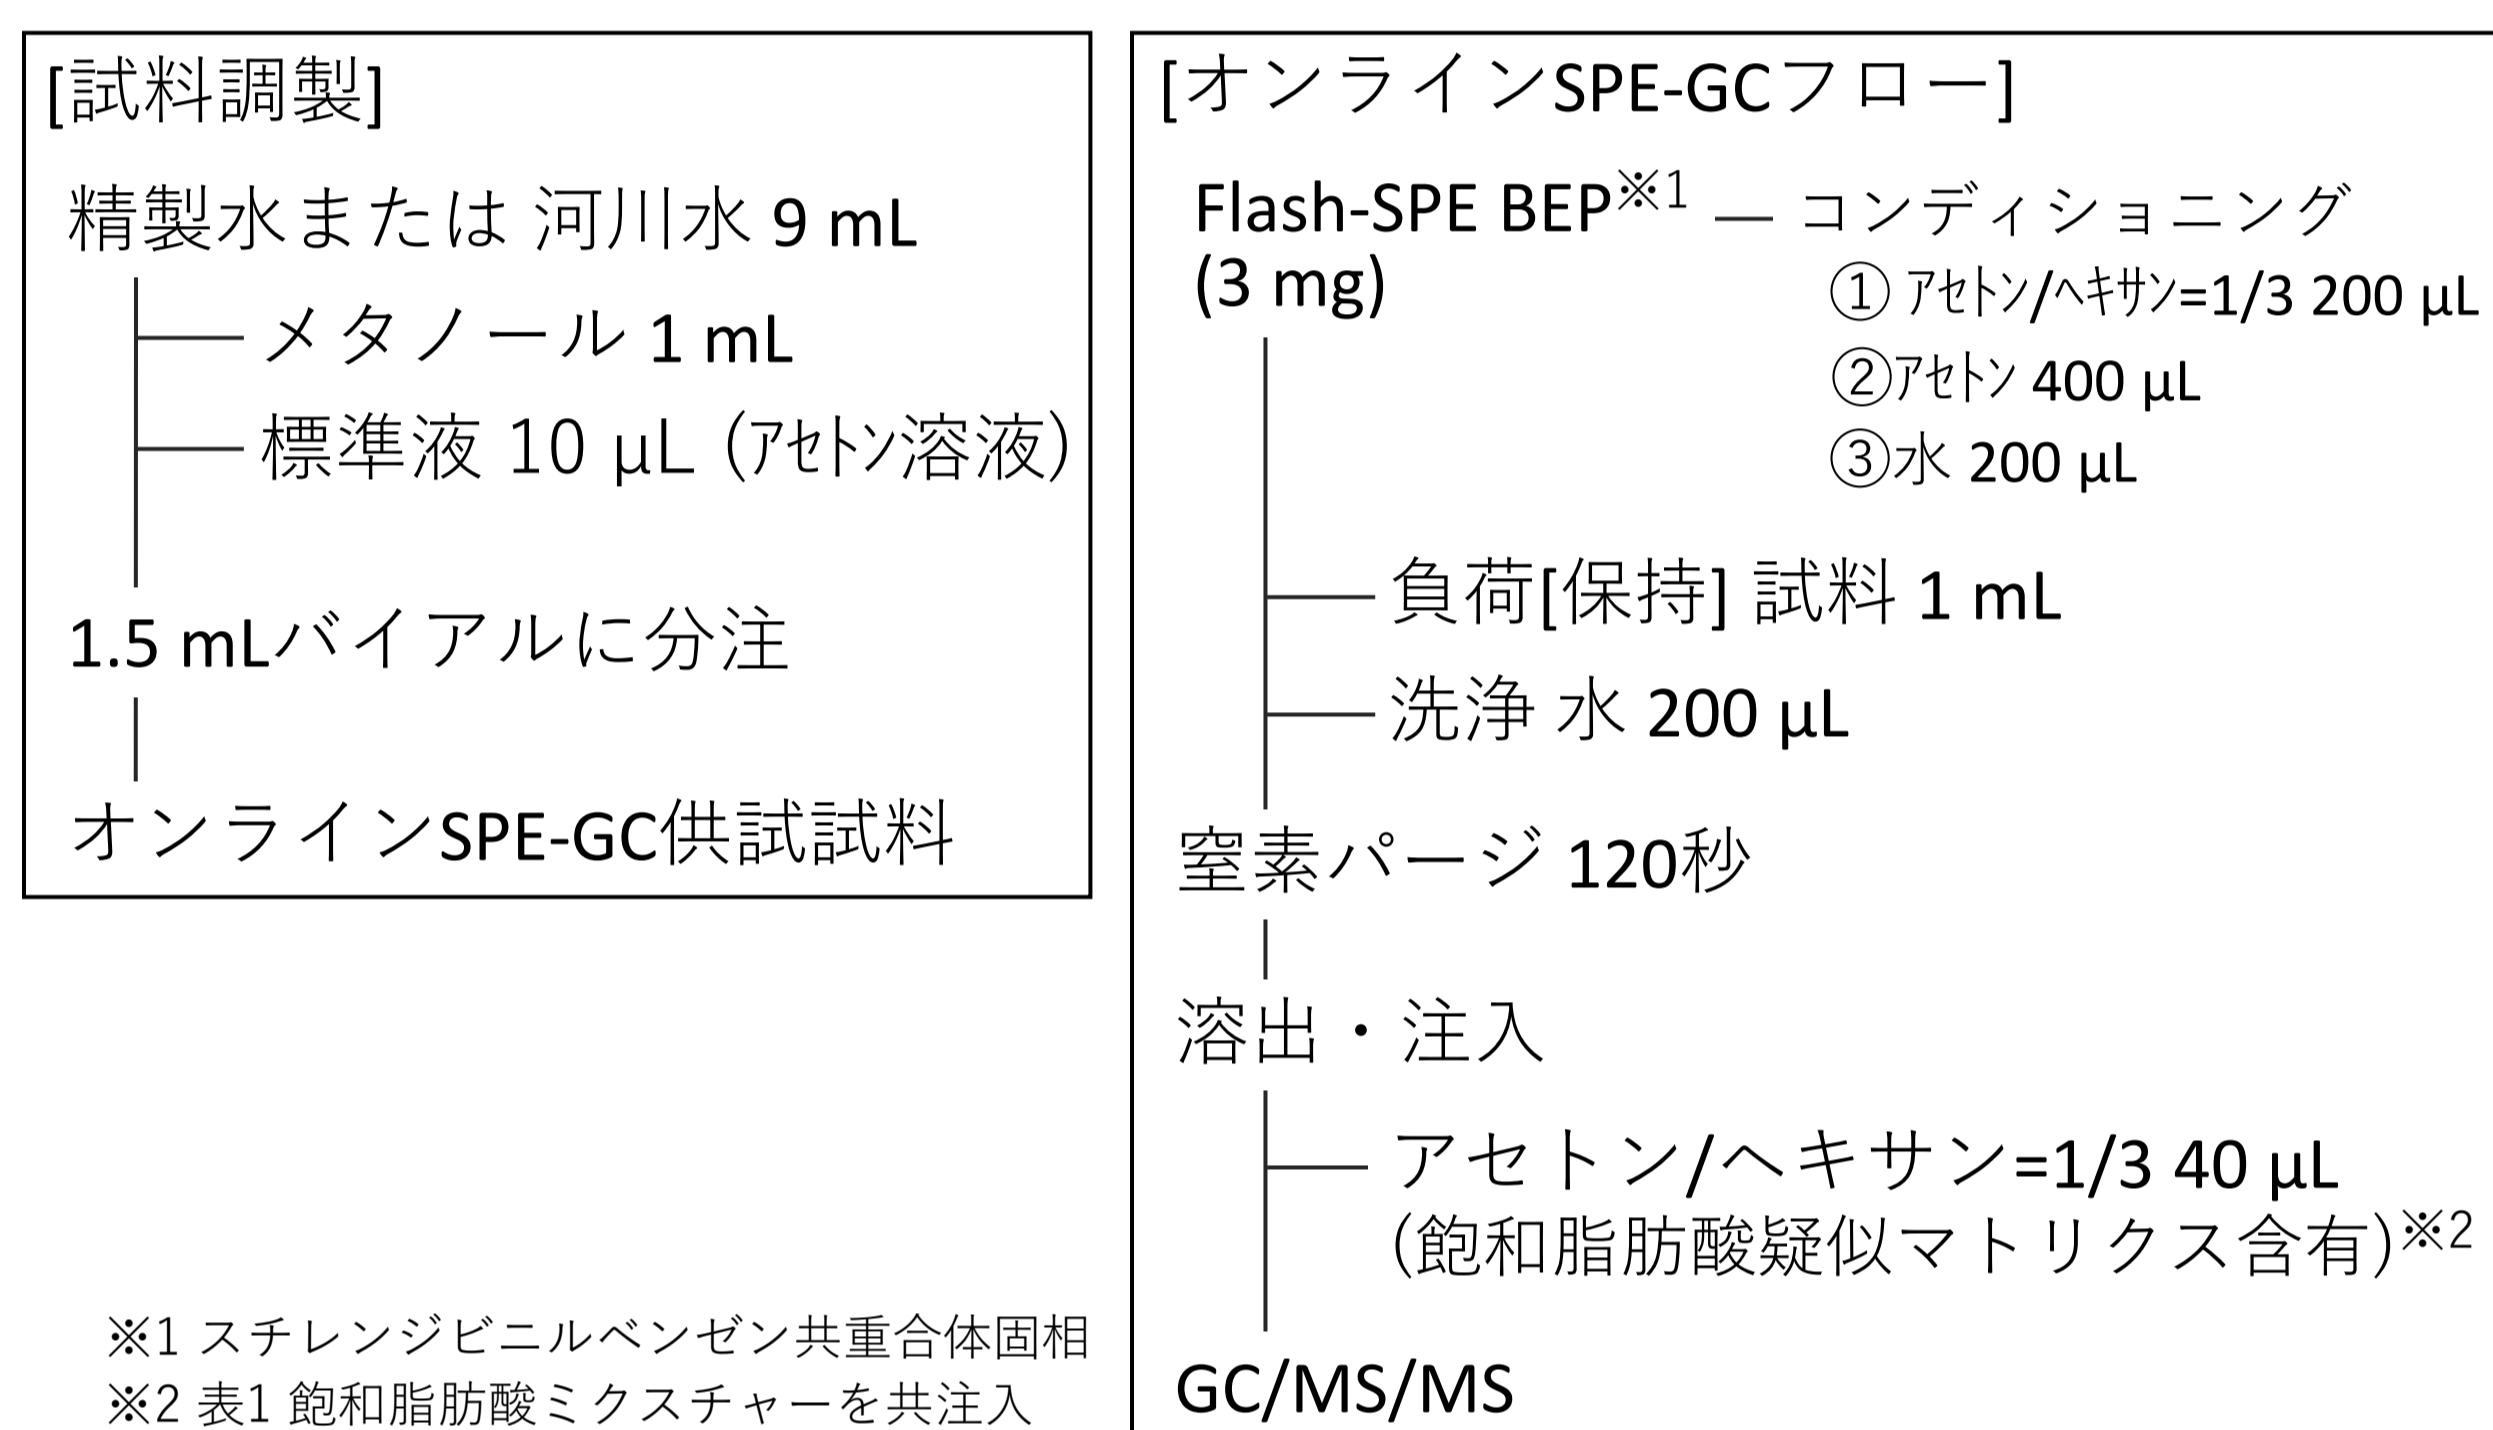 [試料調製]
精製水または河川水 9 mL
メタノール 1 mL
標準液 10 μL (ｱｾﾄﾝ溶液)
1.5 mLバイアルに分注
オンラインSPE-GC供試試料
[オンラインSPE-GCフロー]
Flash-SPE BEP※1 コンディショニング
(3 mg)
① ｱｾﾄﾝ/ﾍｷｻﾝ=1/3 200 μL
②ｱｾﾄﾝ 400 μL
③水 200 μL
負荷[保持] 試料 1 mL
洗浄 水 200 μL
窒素パージ 120秒
溶出・注入
アセトン/ヘキサン=1/3 40 μL
(飽和脂肪酸疑似マトリクス含有)※2
GC/MS/MS
※1 スチレンジビニルベンゼン共重合体固相
※2 表1 飽和脂肪酸ミクスチャーを共注入